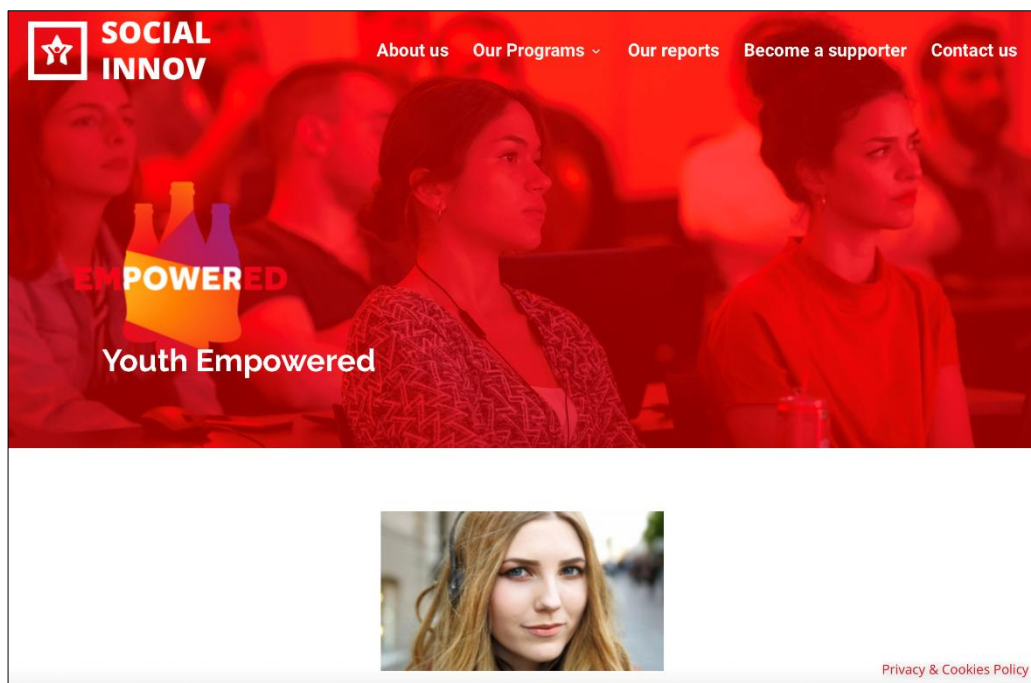 SOCIAL
INNOV
About us Our Programs Our reports Become a supporter Contact us
EMPOWERED
Youth Empowered
Privacy & Cookies Policy